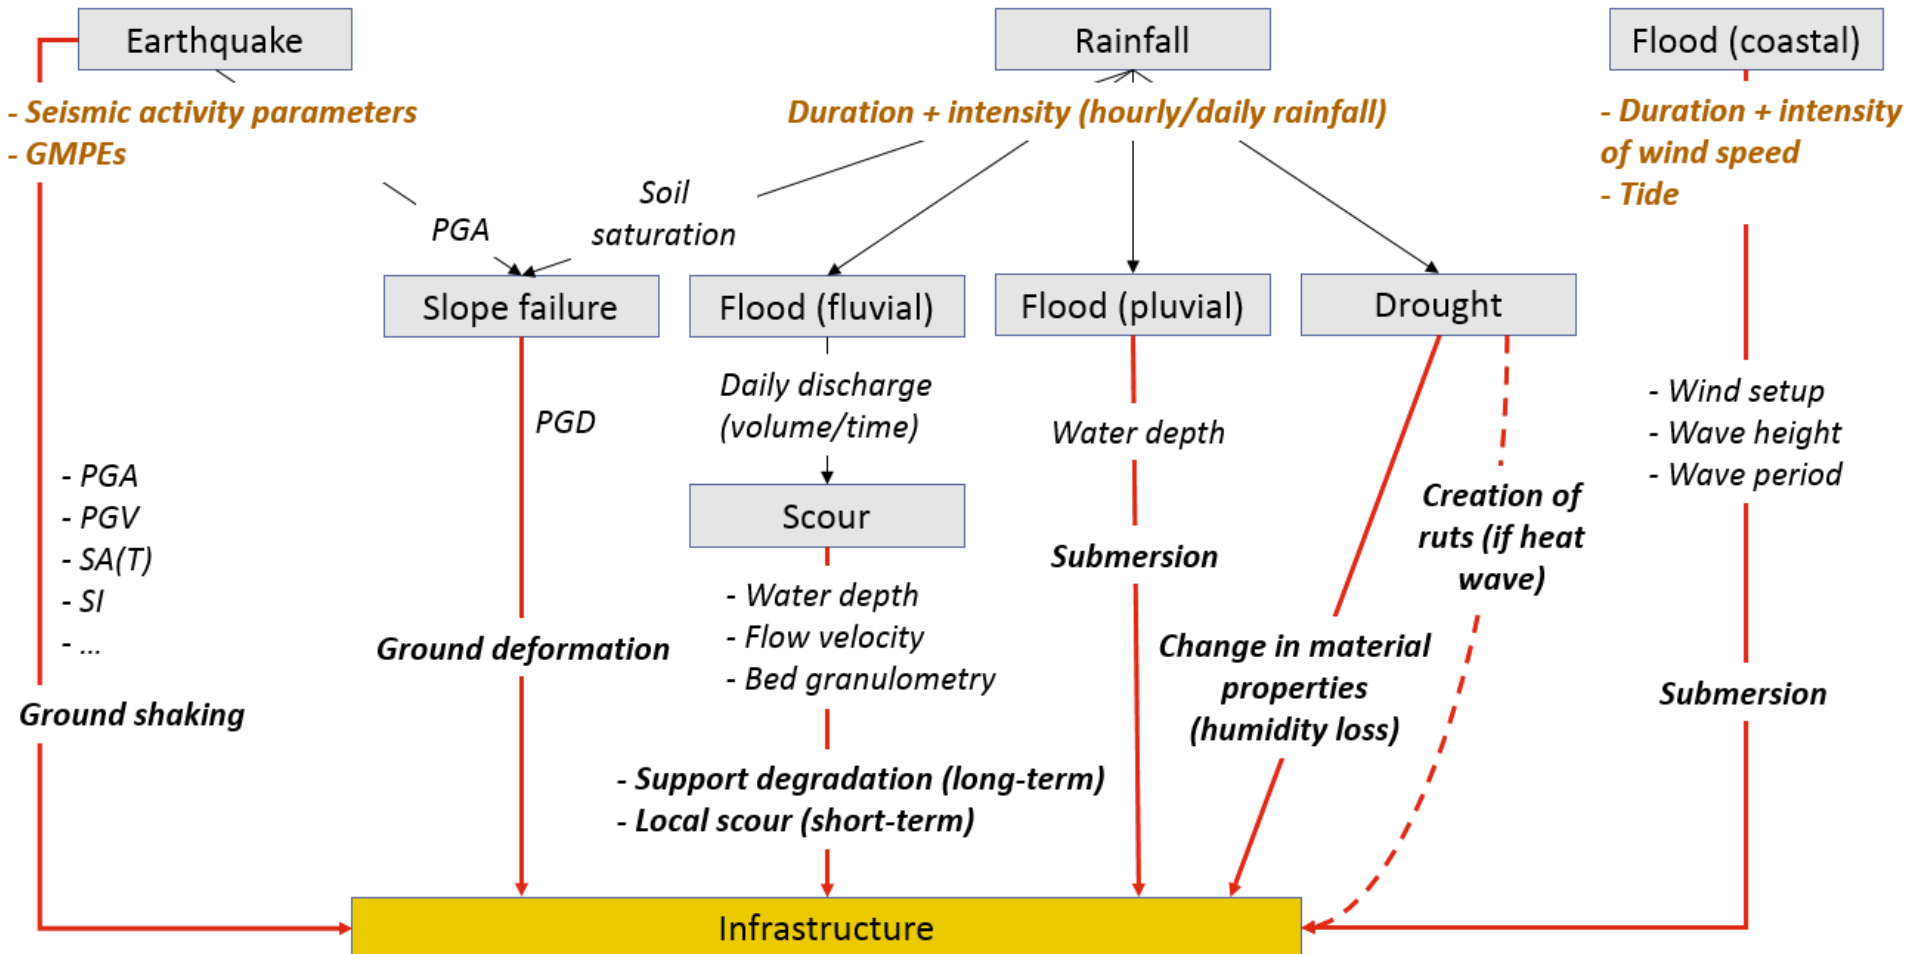 Earthquake
Rainfall
Flood (coastal)
- Seismic activity parameters
- GMPEs
Duration + intensity (hourly/daily rainfall)
- Duration + intensity
of wind speed
- Tide
Soil
saturation
PGA
Slope failure
Flood (fluvial)
Flood (pluvial)
Drought
PGD
Daily discharge
(volume/time)
Water depth
- Wind setup
- Wave height
- Wave period
- PGA
- PGV
- SA(T)
- SI
- ...
Scour
Creation of
ruts (if heat
wave)
Submersion
- Water depth
- Flow velocity
- Bed granulometry
Ground deformation
Change in material
properties
(humidity loss)
Submersion
Ground shaking
- Support degradation (long-term)
- Local scour (short-term)
Infrastructure